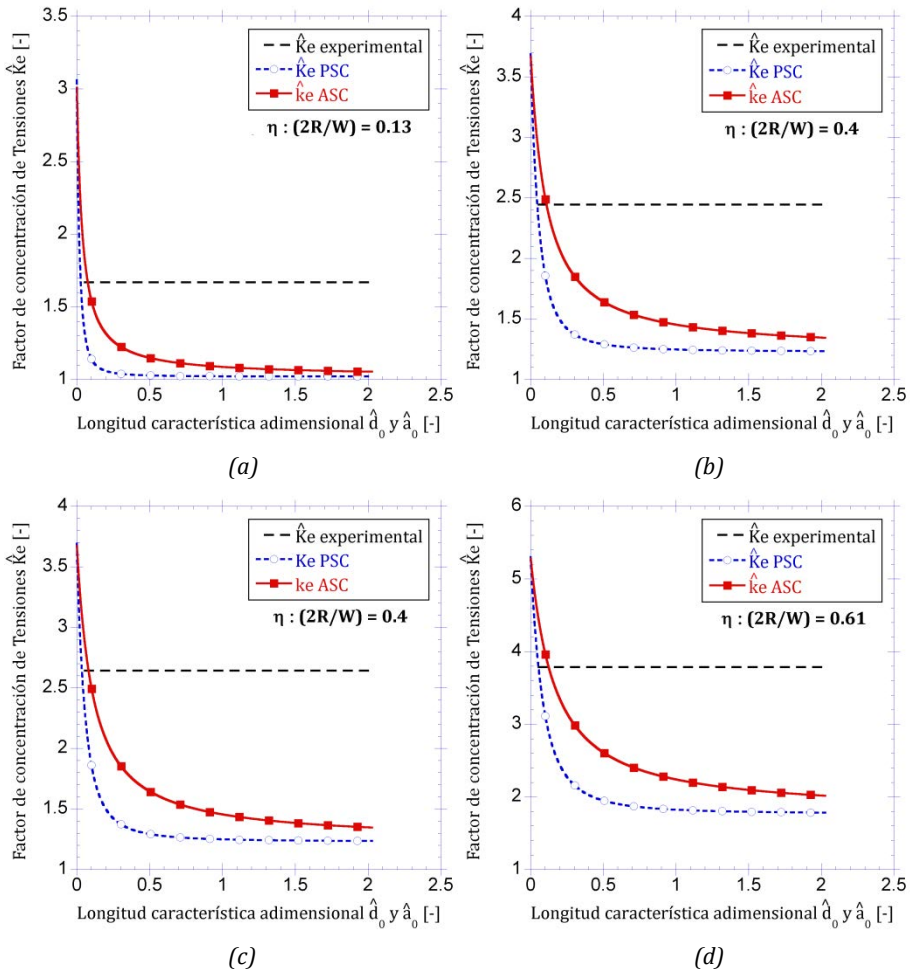 Factor de concentración de Tensiones K̂e [-]
3.5
3
2.5
2
1.5
1
K̂e experimental
K̂e PSC
k̂e ASC
η : (2R/W) = 0.13
0 0.5 1 1.5 2 2.5
Longitud característica adimensional d̂₀ y â₀ [-]
(a)
Factor de concentración de Tensiones K̂e [-]
4
3.5
3
2.5
2
1.5
1
K̂e experimental
K̂e PSC
k̂e ASC
η : (2R/W) = 0.4
0 0.5 1 1.5 2 2.5
Longitud característica adimensional d̂₀ y â₀ [-]
(b)
Factor de concentración de Tensiones K̂e [-]
4
3.5
3
2.5
2
1.5
1
K̂e experimental
Ke PSC
ke ASC
η : (2R/W) = 0.4
0 0.5 1 1.5 2 2.5
Longitud característica adimensional d̂₀ y â₀ [-]
(c)
Factor de concentración de Tensiones K̂e [-]
6
5
4
3
2
1
K̂e experimental
K̂e PSC
k̂e ASC
η : (2R/W) = 0.61
0 0.5 1 1.5 2 2.5
Longitud característica adimensional d̂₀ y â₀ [-]
(d)